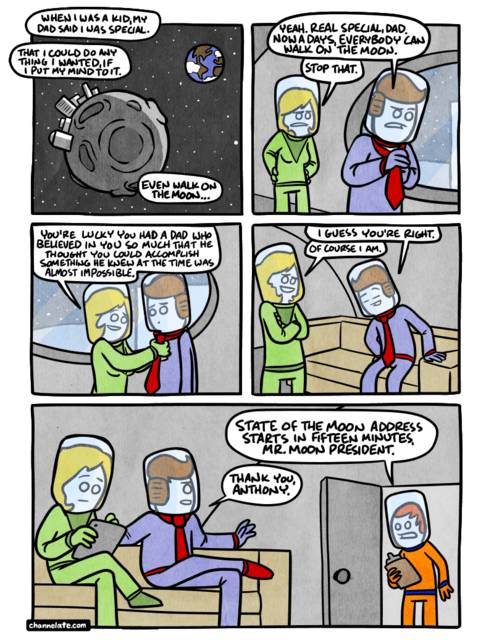 WHEN I WAS A KID, MY
DAD SAID I WAS SPECIAL.
THAT I COULD DO ANY
THING I WANTED, IF
I PUT MY MIND TO IT.
EVEN WALK ON
THE MOON...
YEAH. REAL SPECIAL, DAD.
NOW A DAYS, EVERYBODY CAN
WALK ON THE MOON.
STOP THAT.
YOU'RE LUCKY YOU HAD A DAD WHO
BELIEVED IN YOU SO MUCH THAT HE
THOUGHT YOU COULD ACCOMPLISH
SOMETHING HE KNEW AT THE TIME WAS
ALMOST IMPOSSIBLE.
I GUESS YOU'RE RIGHT.
OF COURSE I AM.
STATE OF THE MOON ADDRESS
STARTS IN FIFTEEN MINUTES,
MR. MOON PRESIDENT.
THANK YOU,
ANTHONY.
channelate.com